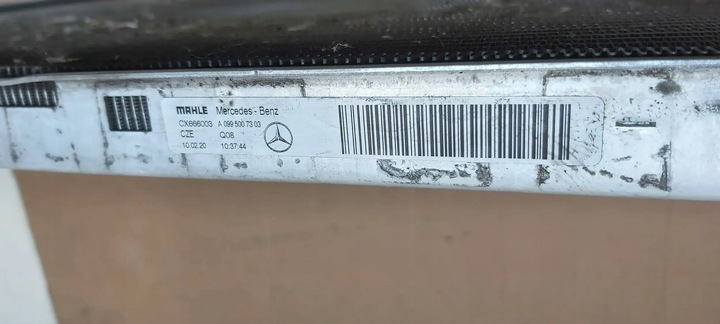 MAHLE Mercedes-Benz
CX666003 A 099 500 73 03
CZE Q08
10.02.20 10:37:44